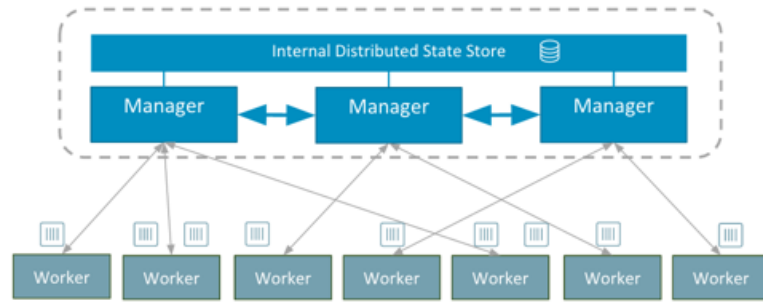 Internal Distributed State Store
Manager Manager Manager
Worker Worker Worker Worker Worker Worker Worker